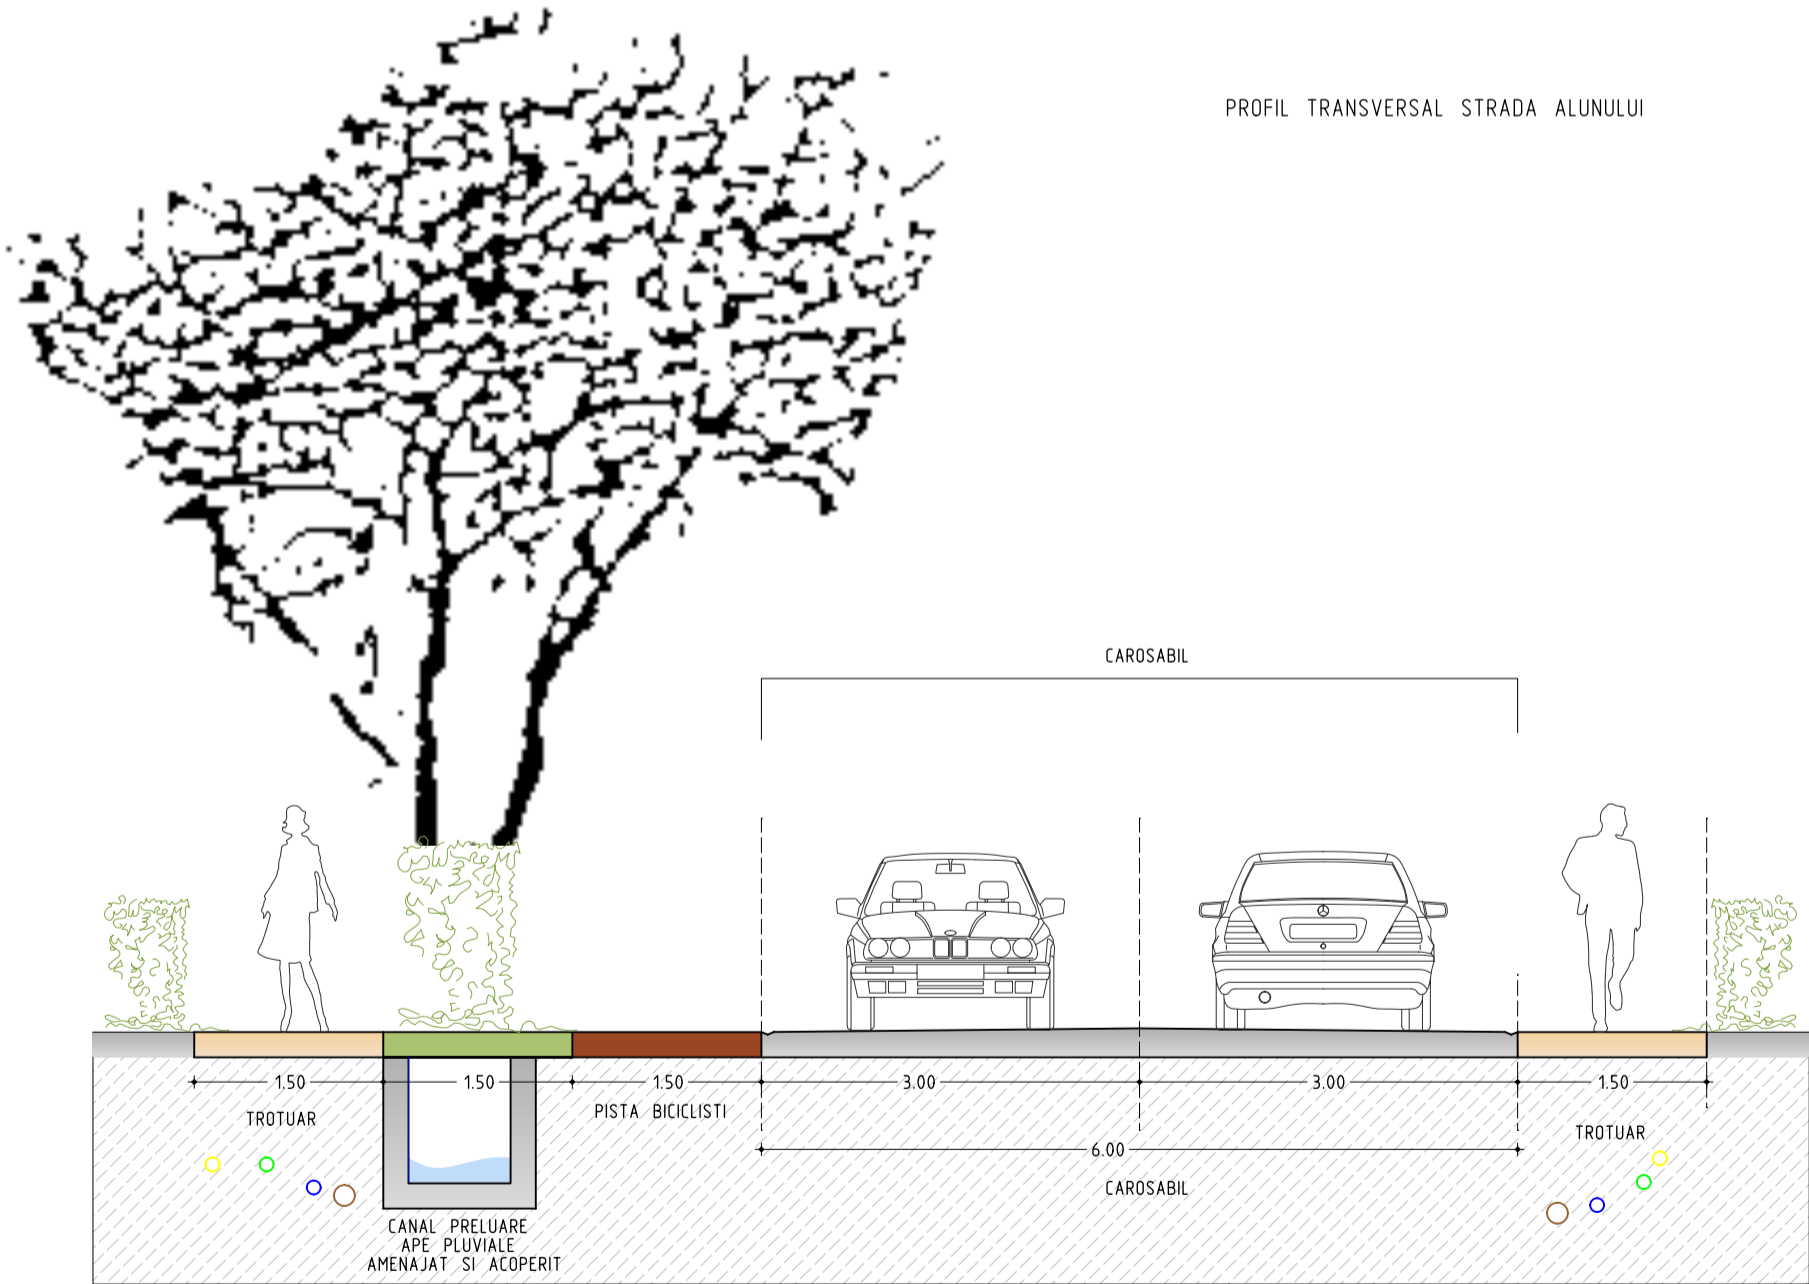 PROFIL TRANSVERSAL STRADA ALUNULUI
CAROSABIL
1.50 1.50 1.50 3.00 3.00 1.50
TROTUAR
PISTA BICICLISTI
TROTUAR
6.00
CAROSABIL
CANAL PRELUARE
APE PLUVIALE
AMENAJAT SI ACOPERIT